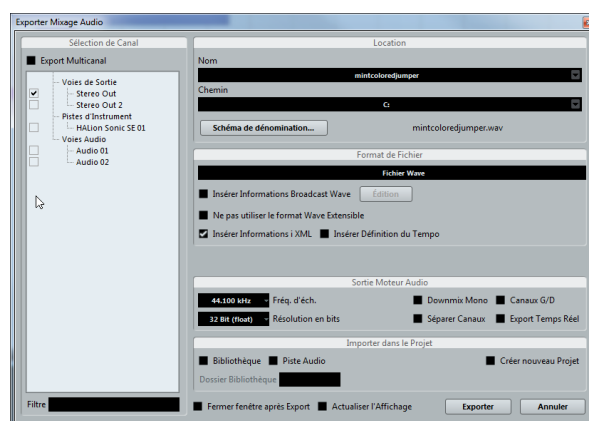 Exporter Mixage Audio
Sélection de Canal
Export Multicanal
Voies de Sortie
Stereo Out
Stereo Out 2
Pistes d'Instrument
HALion Sonic SE 01
Voies Audio
Audio 01
Audio 02
Filtre
Location
Nom
mintcoloredjumper
Chemin
C:
Schéma de dénomination...
mintcoloredjumper.wav
Format de Fichier
Fichier Wave
Insérer Informations Broadcast Wave
Édition
Ne pas utiliser le format Wave Extensible
Insérer Informations i XML
Insérer Définition du Tempo
Sortie Moteur Audio
44.100 kHz
Fréq. d'éch.
Downmix Mono
Canaux G/D
32 Bit (float)
Résolution en bits
Séparer Canaux
Export Temps Réel
Importer dans le Projet
Bibliothèque
Piste Audio
Créer nouveau Projet
Dossier Bibliothèque
Fermer fenêtre après Export
Actualiser l'Affichage
Exporter
Annuler